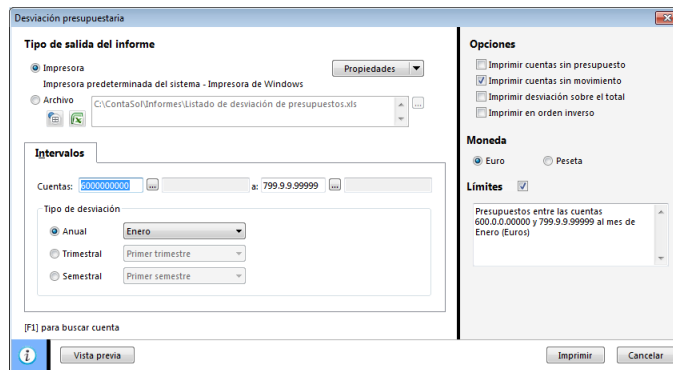 Desviación presupuestaria
Tipo de salida del informe
Impresora
Propiedades
Impresora predeterminada del sistema - Impresora de Windows
Archivo
C:\ContaSol\Informes\Listado de desviación de presupuestos.xls
...
Intervalos
Cuentas: 6000000000 ... a: 799.9.9.99999 ...
Tipo de desviación
Anual Enero
Trimestral Primer trimestre
Semestral Primer semestre
[F1] para buscar cuenta
Vista previa
Opciones
Imprimir cuentas sin presupuesto
Imprimir cuentas sin movimiento
Imprimir desviación sobre el total
Imprimir en orden inverso
Moneda
Euro Peseta
Límites
Presupuestos entre las cuentas
600.0.0.00000 y 799.9.9.99999 al mes de
Enero (Euros)
Imprimir Cancelar